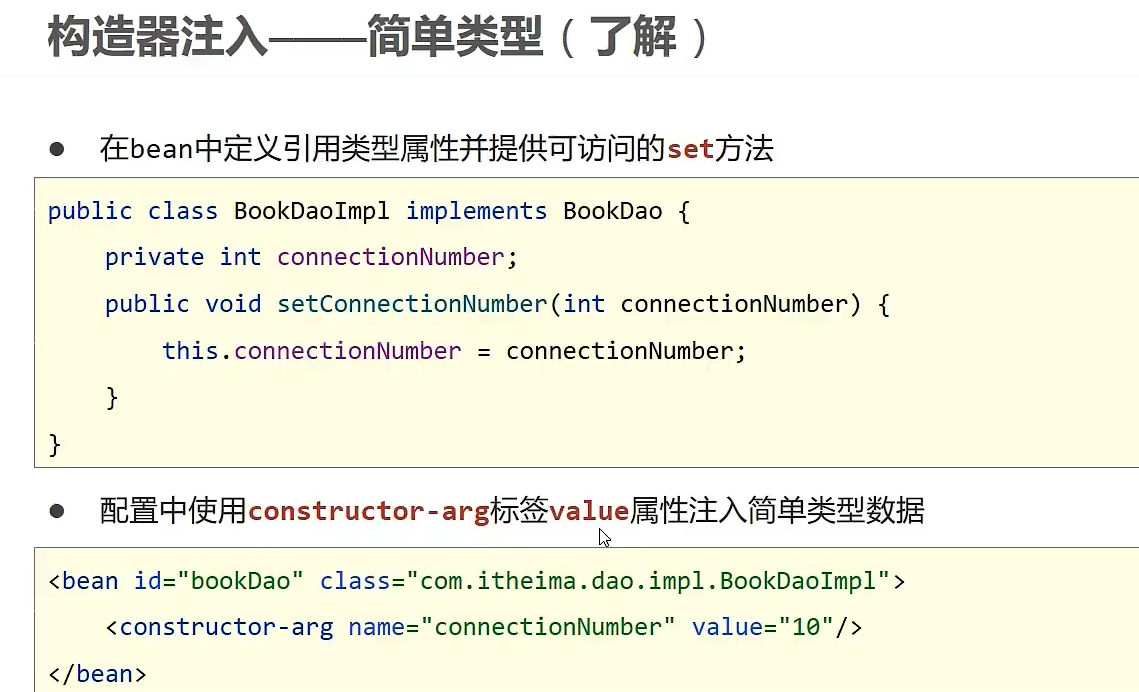 构造器注入——简单类型（了解）
● 在bean中定义引用类型属性并提供可访问的set方法
public class BookDaoImpl implements BookDao {
    private int connectionNumber;
    public void setConnectionNumber(int connectionNumber) {
        this.connectionNumber = connectionNumber;
    }
}
● 配置中使用constructor-arg标签value属性注入简单类型数据
<bean id="bookDao" class="com.itheima.dao.impl.BookDaoImpl">
    <constructor-arg name="connectionNumber" value="10"/>
</bean>